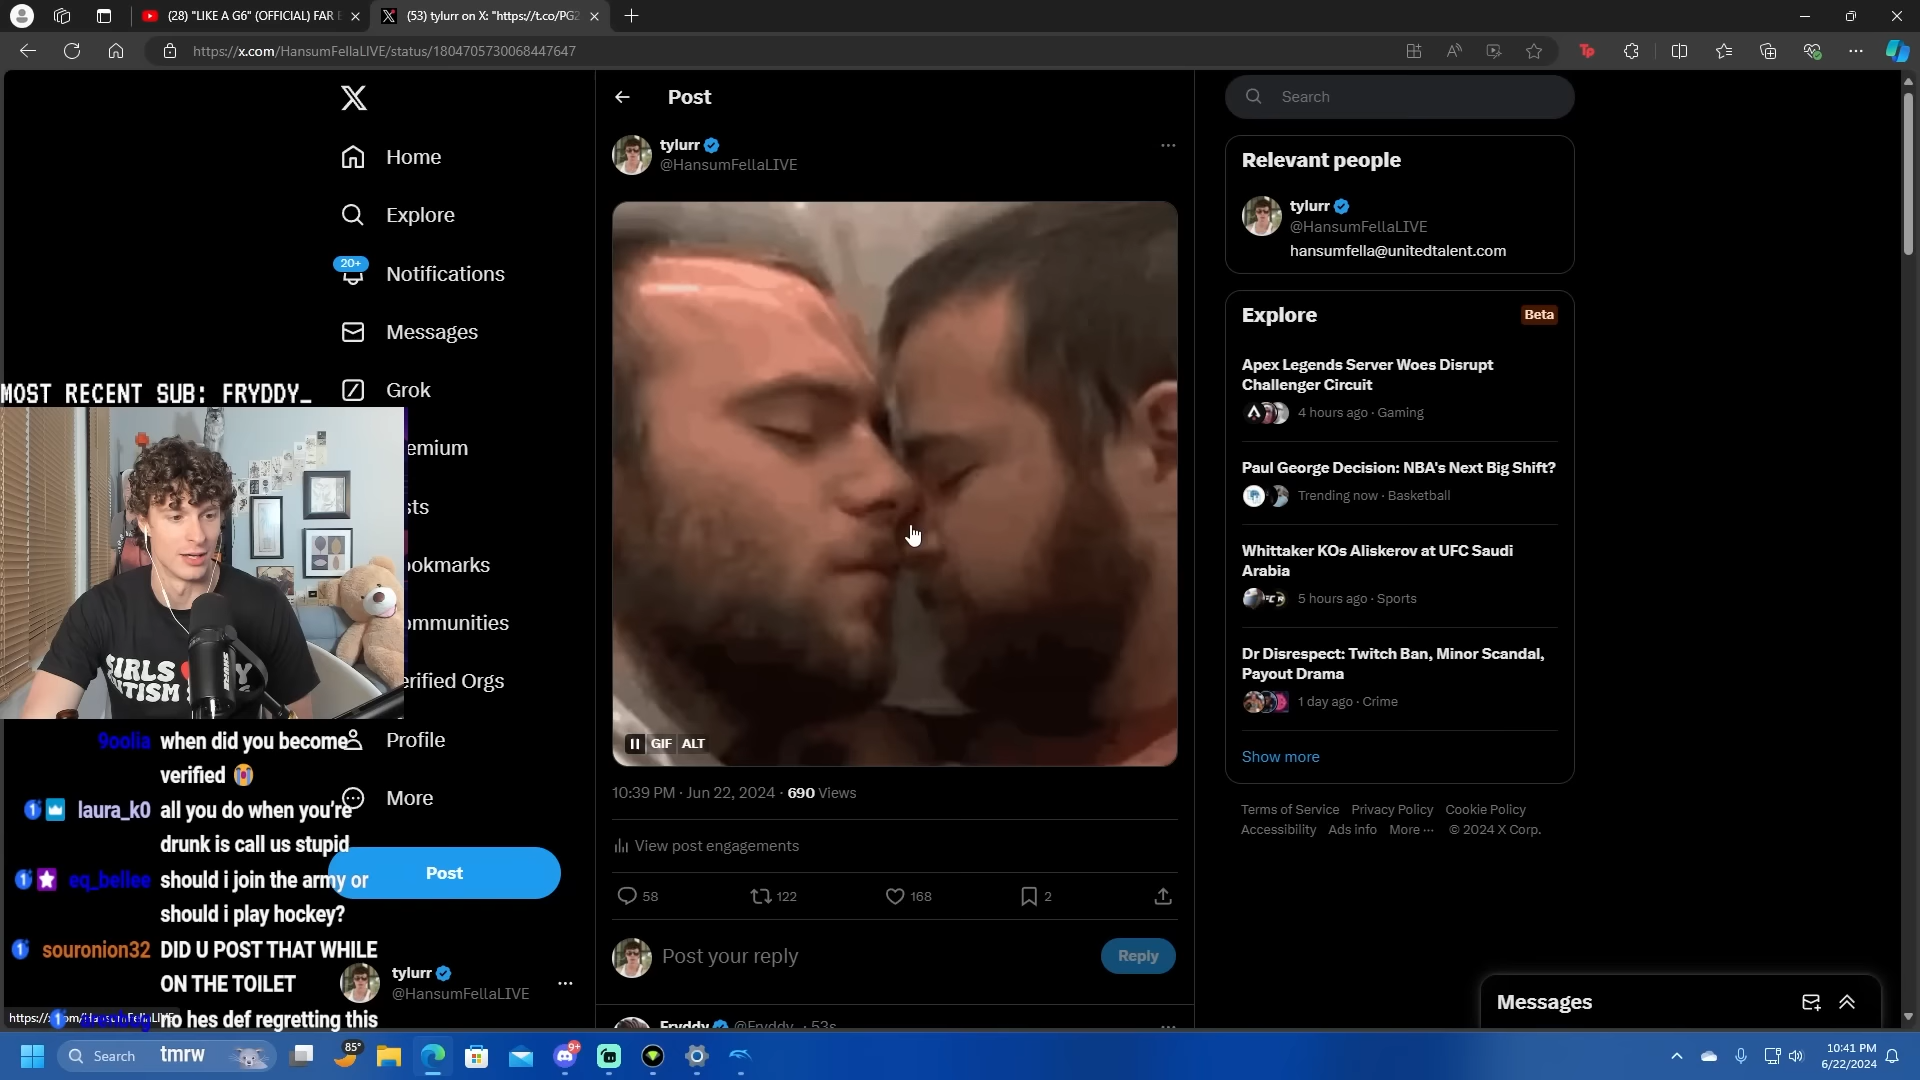 (28) "LIKE A G6" (OFFICIAL) FAR E
(53) tylurr on X: "https://t.co/PG2
https://x.com/HansumFellaLIVE/status/1804705730068447647
Home
Explore
20+
Notifications
Messages
Grok
emium
sts
ookmarks
ommunities
erified Orgs
Profile
More
Post
tylurr
@HansumFellaLIVE
MOST RECENT SUB: FRYDDY_
GIRLS
TISM
SHURE
9oolia when did you become
verified 😭
laura_k0 all you do when you're
drunk is call us stupid
eq_bellee should i join the army or
should i play hockey?
souronion32 DID U POST THAT WHILE
ON THE TOILET
no hes def regretting this
tmrw
Post
tylurr
@HansumFellaLIVE
GIF ALT
10:39 PM · Jun 22, 2024 · 690 Views
View post engagements
58 122 168 2
Post your reply
Reply
Fryddy @Fryddy · 53s
Search
Relevant people
tylurr
@HansumFellaLIVE
hansumfella@unitedtalent.com
Explore
Beta
Apex Legends Server Woes Disrupt
Challenger Circuit
4 hours ago · Gaming
Paul George Decision: NBA's Next Big Shift?
Trending now · Basketball
Whittaker KOs Aliskerov at UFC Saudi
Arabia
5 hours ago · Sports
Dr Disrespect: Twitch Ban, Minor Scandal,
Payout Drama
1 day ago · Crime
Show more
Terms of Service Privacy Policy Cookie Policy
Accessibility Ads info More ··· © 2024 X Corp.
Messages
Search
85°
9+
10:41 PM
6/22/2024